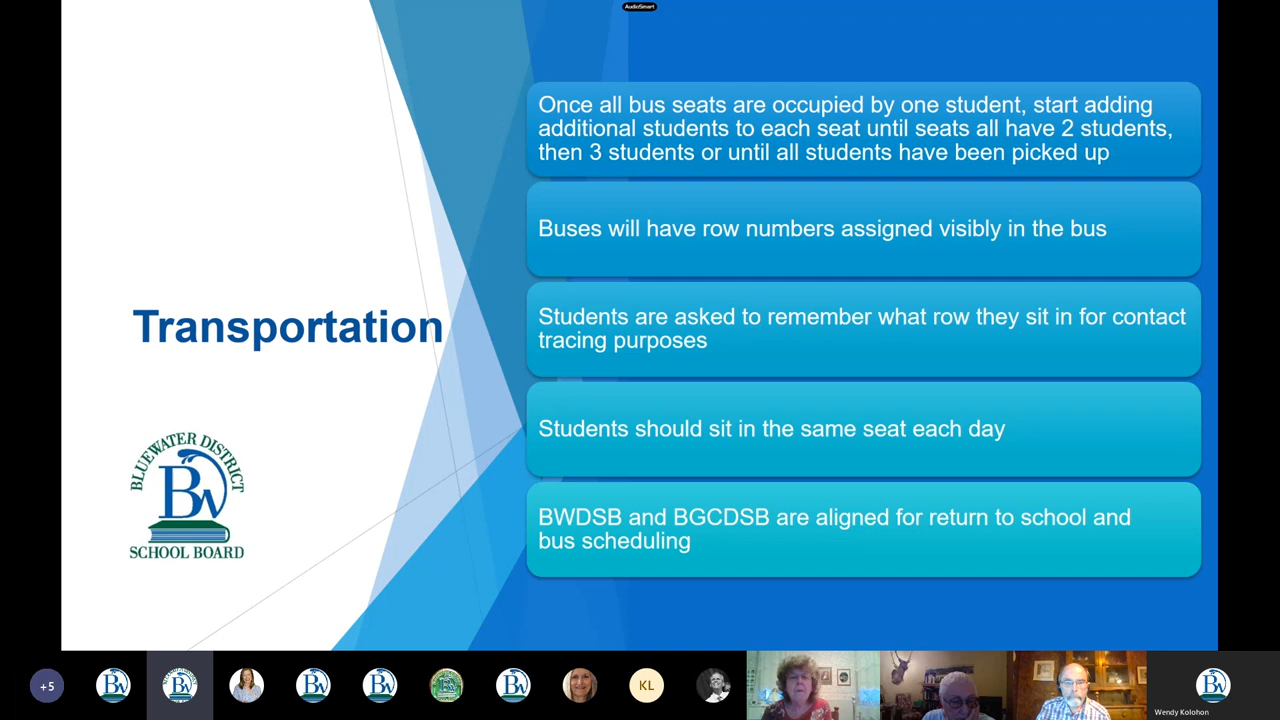 AudioSmart
Once all bus seats are occupied by one student, start adding
additional students to each seat until seats all have 2 students,
then 3 students or until all students have been picked up
Buses will have row numbers assigned visibly in the bus
Transportation
Students are asked to remember what row they sit in for contact
tracing purposes
Students should sit in the same seat each day
BLUEWATER DISTRICT
BW
SCHOOL BOARD
BWDSB and BGCDSB are aligned for return to school and
bus scheduling
+5
KL
Wendy Kolohon